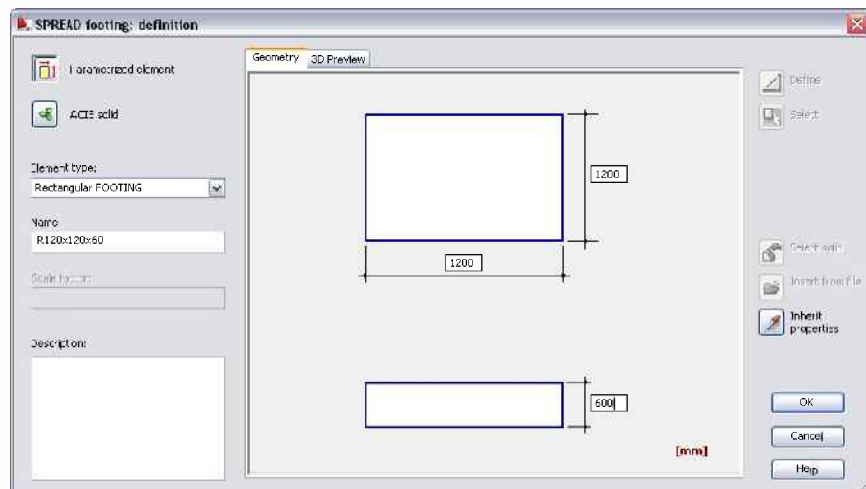 SPREAD footing: definition
Parametrized element
ACIS solid
Element type:
Rectangular FOOTING
Name
R120x120x60
Scale factor:
Description:
Geometry
3D Preview
1200
1200
600
[mm]
Define
Select
Select axis
Insert from file
Inherit
properties
OK
Cancel
Help